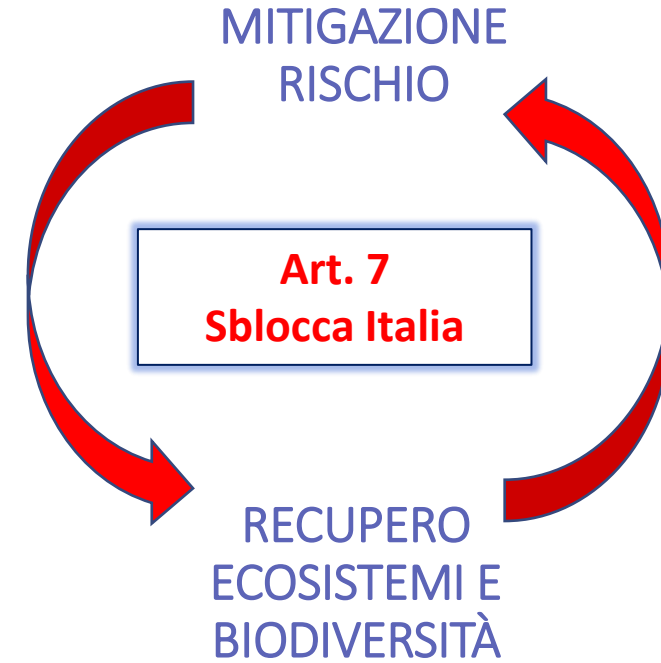 MITIGAZIONE
RISCHIO
Art. 7
Sblocca Italia
RECUPERO
ECOSISTEMI E
BIODIVERSITÀ